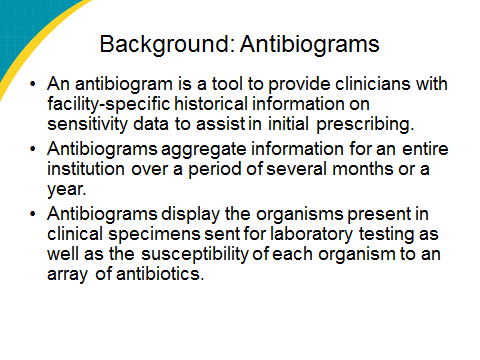 Background: Antibiograms
• An antibiogram is a tool to provide clinicians with
facility-specific historical information on
sensitivity data to assist in initial prescribing.
• Antibiograms aggregate information for an entire
institution over a period of several months or a
year.
• Antibiograms display the organisms present in
clinical specimens sent for laboratory testing as
well as the susceptibility of each organism to an
array of antibiotics.